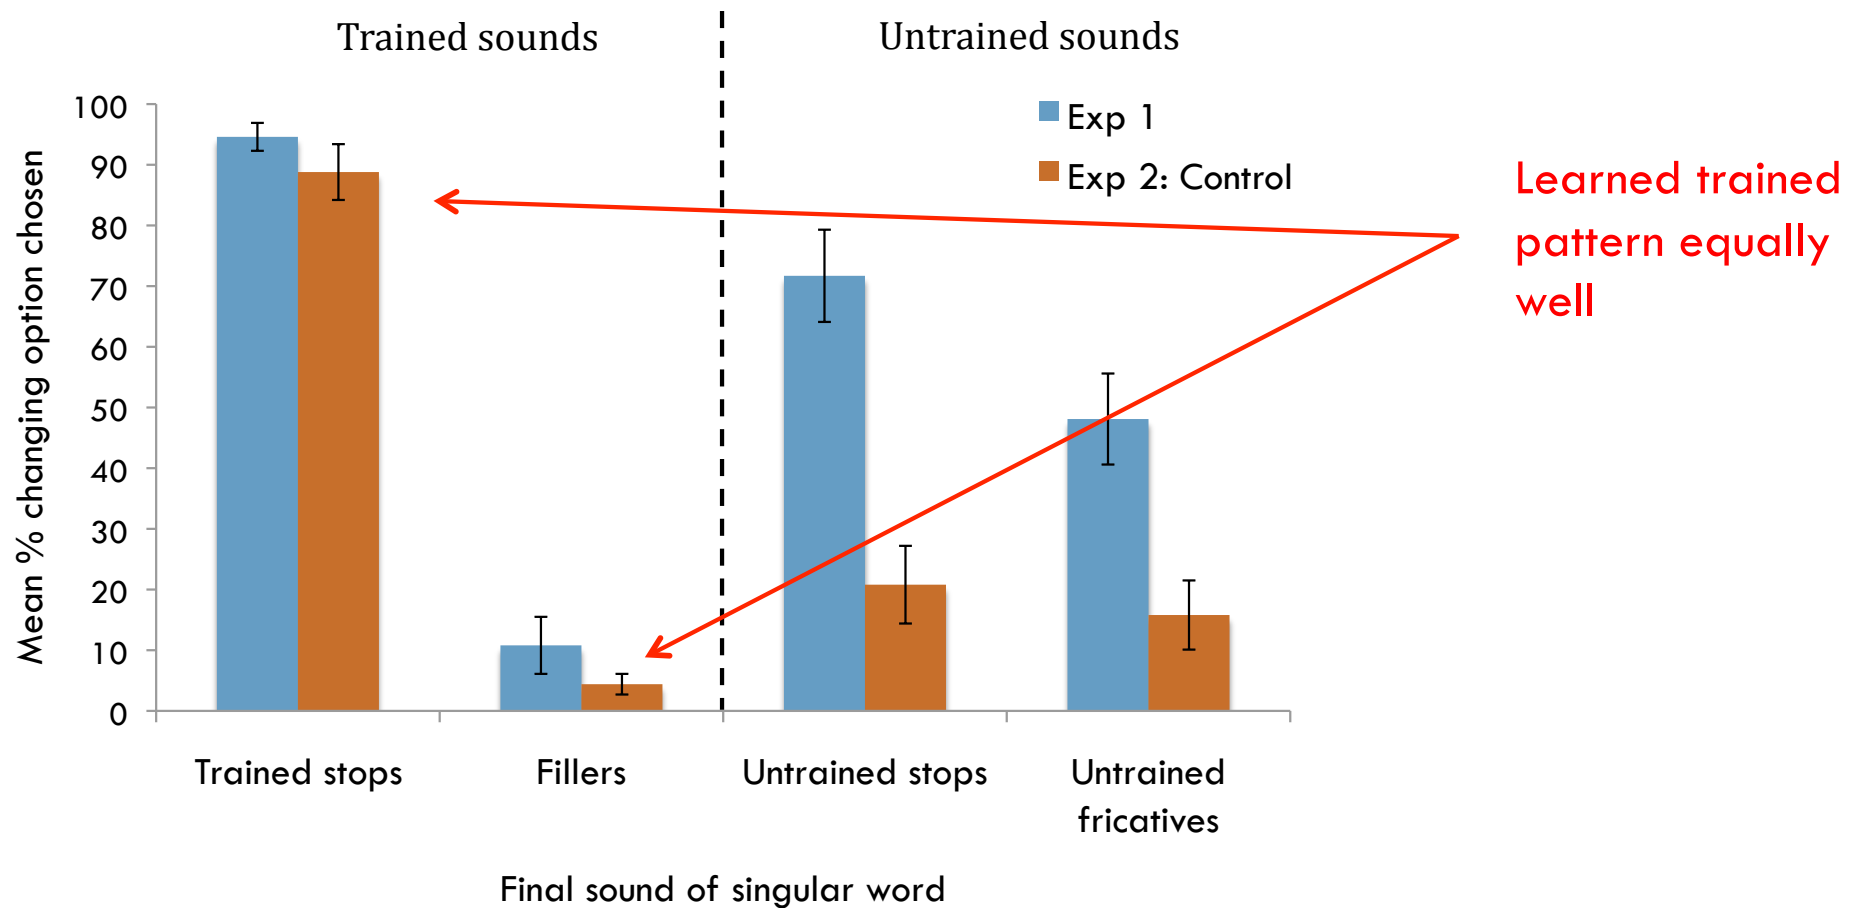 Trained sounds
Untrained sounds
Mean % changing option chosen
100
90
80
70
60
50
40
30
20
10
0
Exp 1
Exp 2: Control
Learned trained
pattern equally
well
Trained stops
Fillers
Untrained stops
Untrained
fricatives
Final sound of singular word